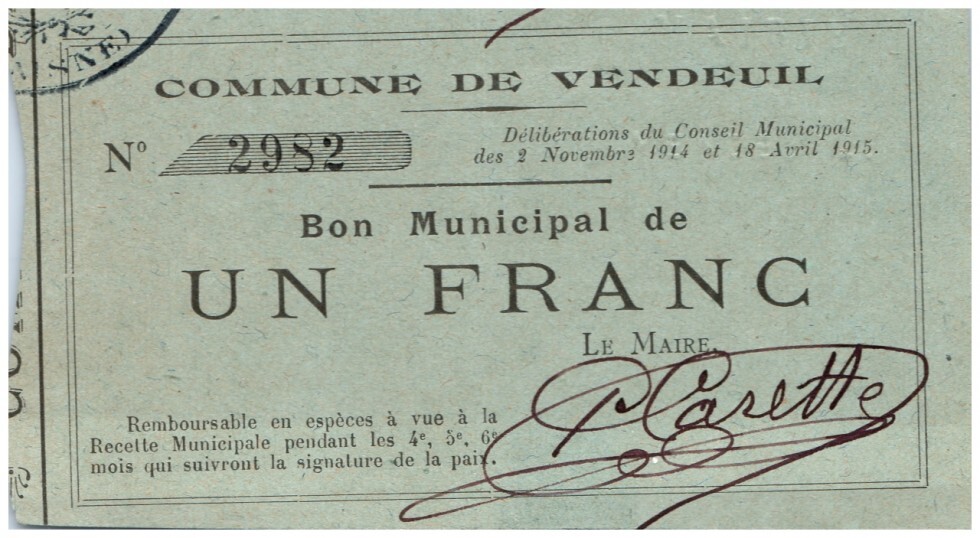 SNE)
COMMUNE DE VENDEUIL
Nº 2982
Délibérations du Conseil Municipal
des 2 Novembre 1914 et 18 Avril 1915.
Bon Municipal de
UN FRANC
LE MAIRE,
P Casette
Remboursable en espèces à vue à la
Recette Municipale pendant les 4e, 5e, 6e
mois qui suivront la signature de la paix.